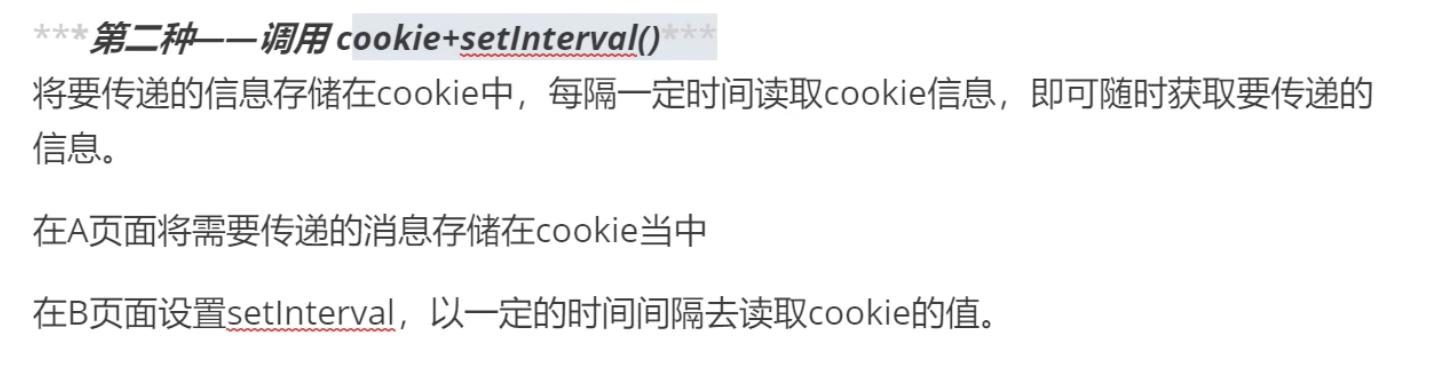 ***第二种——调用 cookie+setInterval()***
将要传递的信息存储在cookie中，每隔一定时间读取cookie信息，即可随时获取要传递的
信息。
在A页面将需要传递的消息存储在cookie当中
在B页面设置setInterval，以一定的时间间隔去读取cookie的值。